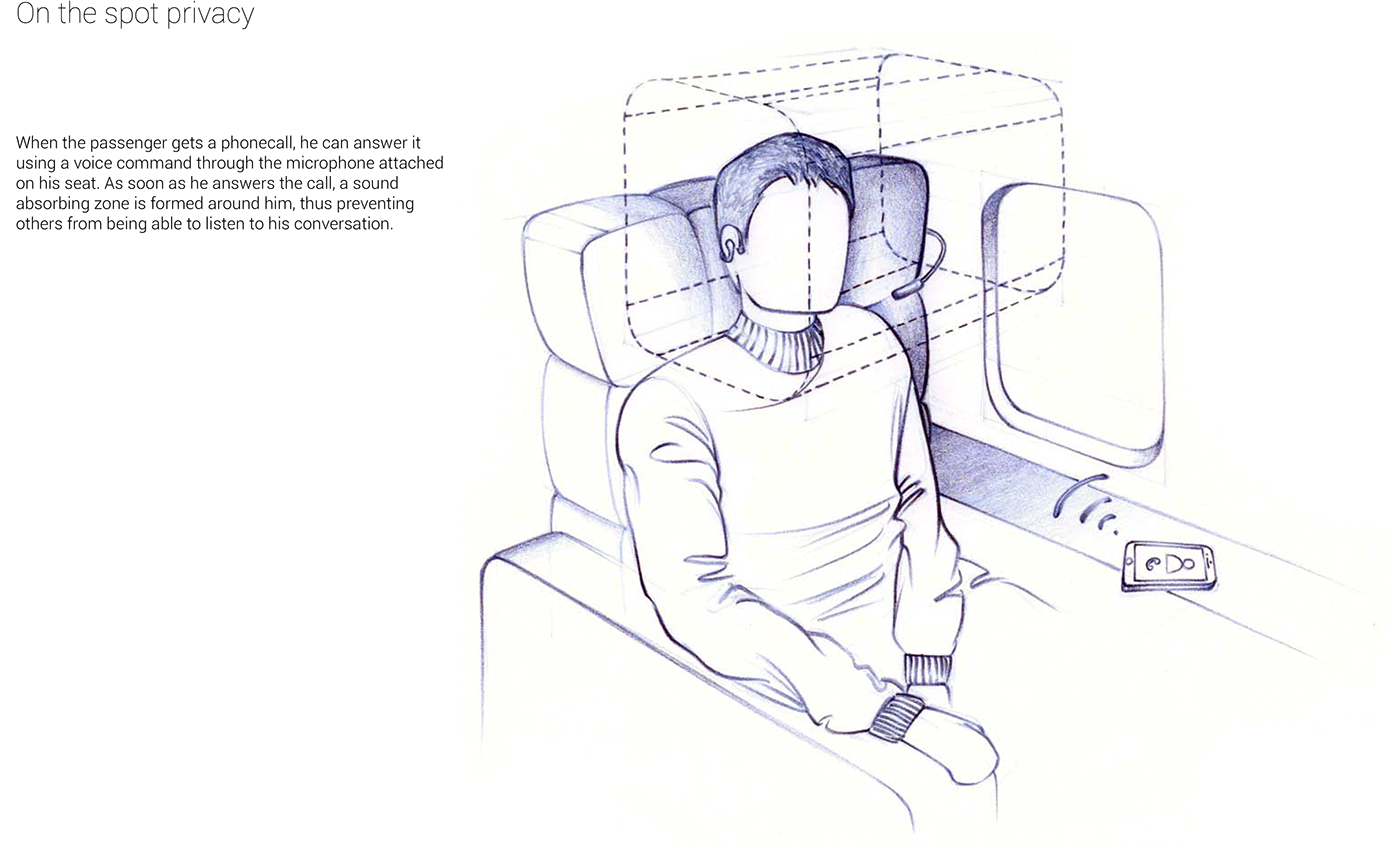 On the spot privacy
When the passenger gets a phonecall, he can answer it
using a voice command through the microphone attached
on his seat. As soon as he answers the call, a sound
absorbing zone is formed around him, thus preventing
others from being able to listen to his conversation.